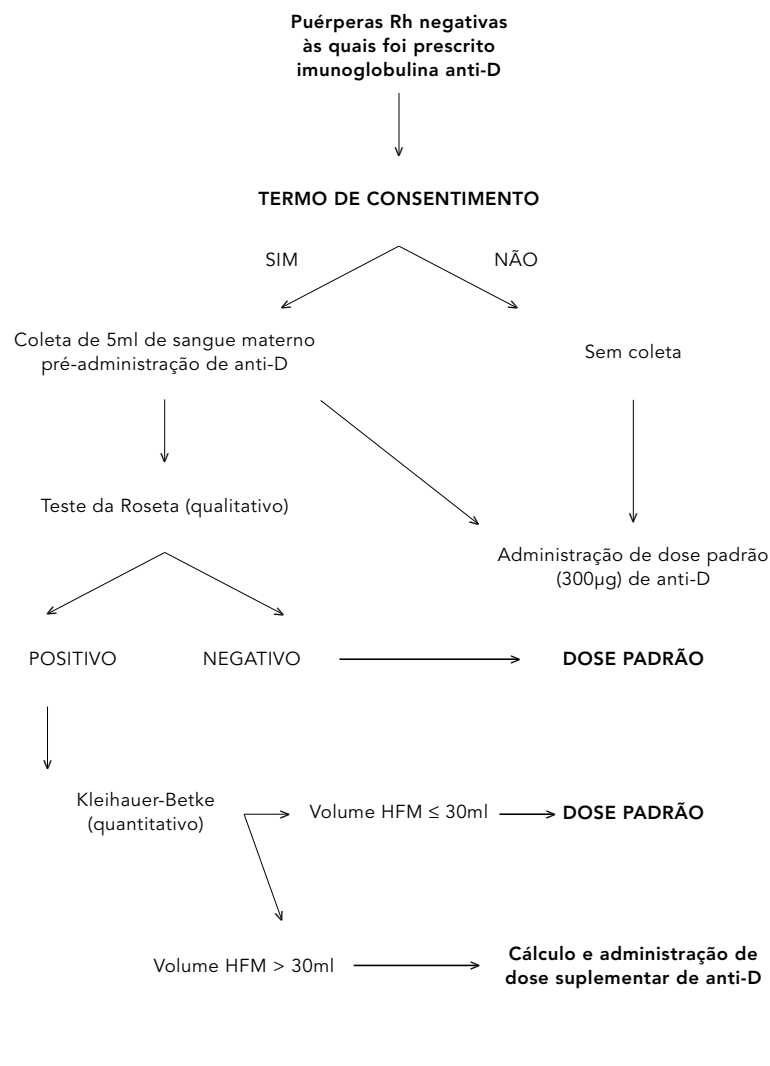 Puérperas Rh negativas
às quais foi prescrito
imunoglobulina anti-D
TERMO DE CONSENTIMENTO
SIM
NÃO
Coleta de 5ml de sangue materno
pré-administração de anti-D
Sem coleta
Teste da Roseta (qualitativo)
Administração de dose padrão
(300µg) de anti-D
POSITIVO
NEGATIVO
DOSE PADRÃO
Kleihauer-Betke
(quantitativo)
Volume HFM ≤ 30ml
DOSE PADRÃO
Volume HFM > 30ml
Cálculo e administração de
dose suplementar de anti-D